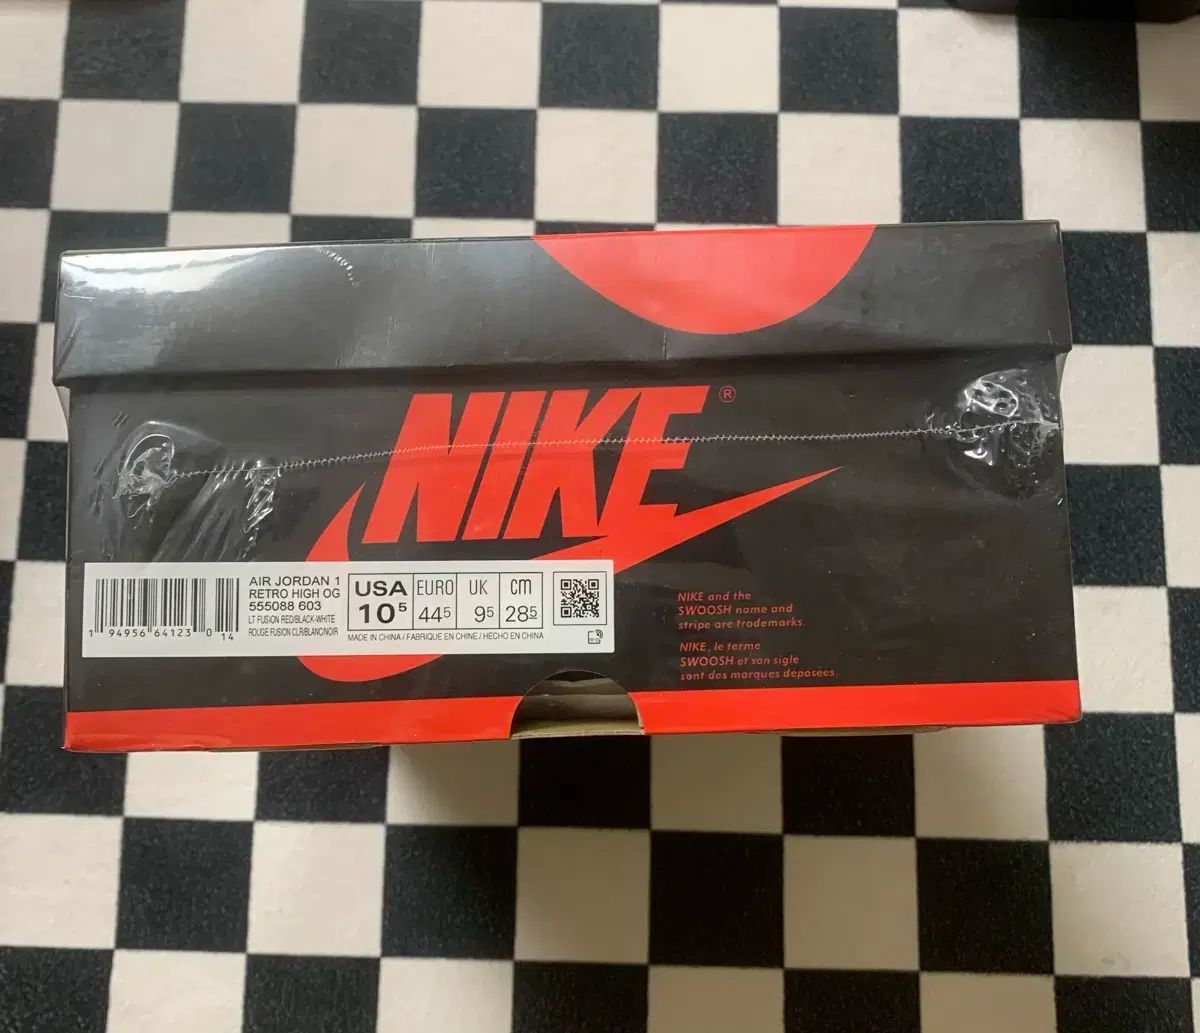 NIKE ®
AIR JORDAN 1
RETRO HIGH OG
555088 603
LT FUSION RED/BLACK-WHITE
ROUGE FUSION CLR/BLANC/NOIR
1 94956 64123 0 14
USA EURO UK cm
10⁵ 44⁵ 9⁵ 28⁵
MADE IN CHINA / FABRIQUE EN CHINE / HECHO EN CHINA
NIKE and the
SWOOSH name and
stripe are trademarks.
NIKE, le terme
SWOOSH et son sigle
sont des marques déposées.